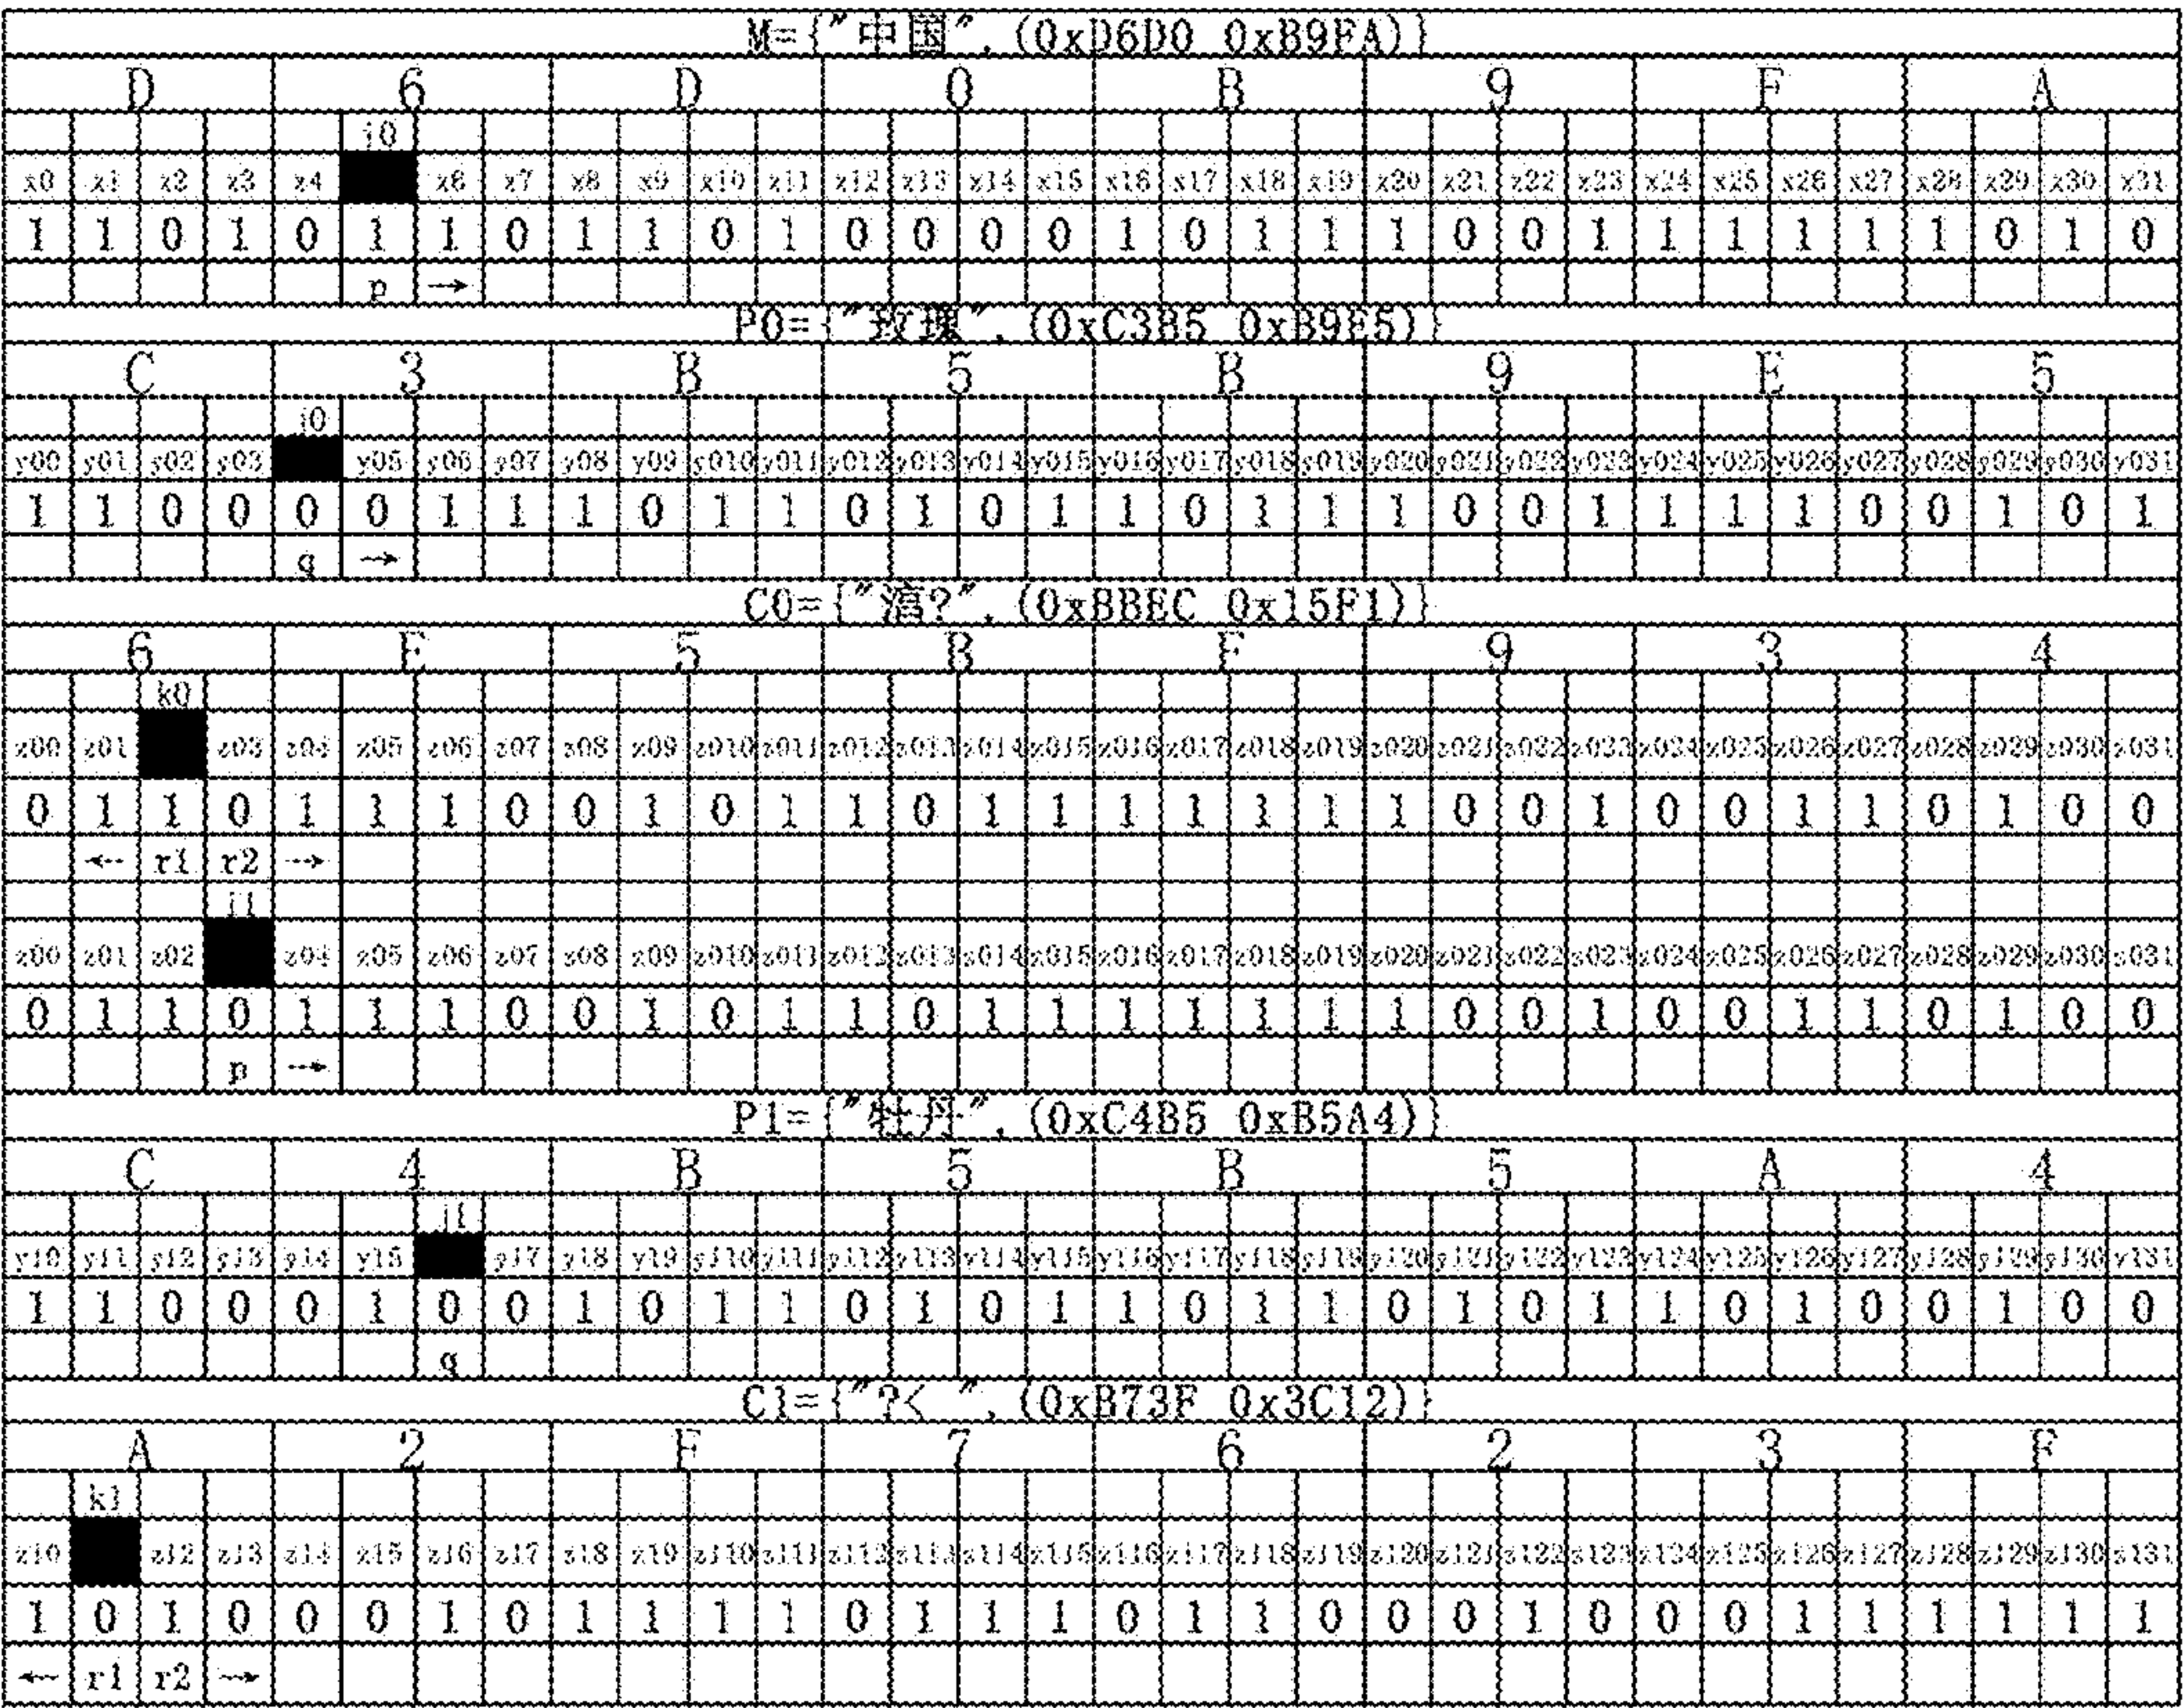 M={"中国", (0xD6D0 0xB9FA)}
D 6 D 0 B 9 F A
i0
x0 x1 x2 x3 x4 x6 x7 x8 x9 x10 x11 x12 x13 x14 x15 x16 x17 x18 x19 x20 x21 x22 x23 x24 x25 x26 x27 x28 x29 x30 x31
1 1 0 1 0 1 1 0 1 1 0 1 0 0 0 0 1 0 1 1 1 0 0 1 1 1 1 1 1 0 1 0
p →
P0={"玫瑰", (0xC3B5 0xB9E5)}
C 3 B 5 B 9 E 5
j0
y00 y01 y02 y03 y05 y06 y07 y08 y09 y010 y011 y012 y013 y014 y015 y016 y017 y018 y019 y020 y021 y022 y023 y024 y025 y026 y027 y028 y029 y030 y031
1 1 0 0 0 0 1 1 1 0 1 1 0 1 0 1 1 0 1 1 1 0 0 1 1 1 1 0 0 1 0 1
q →
C0={"?", (0xBBEC 0x15F1)}
6 E 5 B F 9 3 4
k0
z00 z01 z03 z04 z05 z06 z07 z08 z09 z010 z011 z012 z013 z014 z015 z016 z017 z018 z019 z020 z021 z022 z023 z024 z025 z026 z027 z028 z029 z030 z031
0 1 1 0 1 1 1 0 0 1 0 1 1 0 1 1 1 1 1 1 1 0 0 1 0 0 1 1 0 1 0 0
← r1 r2 →
i1
z00 z01 z02 z04 z05 z06 z07 z08 z09 z010 z011 z012 z013 z014 z015 z016 z017 z018 z019 z020 z021 z022 z023 z024 z025 z026 z027 z028 z029 z030 z031
0 1 1 0 1 1 1 0 0 1 0 1 1 0 1 1 1 1 1 1 1 0 0 1 0 0 1 1 0 1 0 0
p →
P1={"牡丹", (0xC4B5 0xB5A4)}
C 4 B 5 B 5 A 4
j1
y10 y11 y12 y13 y14 y15 y17 y18 y19 y110 y111 y112 y113 y114 y115 y116 y117 y118 y119 y120 y121 y122 y123 y124 y125 y126 y127 y128 y129 y130 y131
1 1 0 0 0 1 0 0 1 0 1 1 0 1 0 1 1 0 1 1 0 1 0 1 1 0 1 0 0 1 0 0
q
C1={"?< ", (0xB73F 0x3C12)}
A 2 F 7 6 2 3 F
k1
z10 z12 z13 z14 z15 z16 z17 z18 z19 z110 z111 z112 z113 z114 z115 z116 z117 z118 z119 z120 z121 z122 z123 z124 z125 z126 z127 z128 z129 z130 z131
1 0 1 0 0 0 1 0 1 1 1 1 0 1 1 1 0 1 1 0 0 0 1 0 0 0 1 1 1 1 1 1
← r1 r2 →